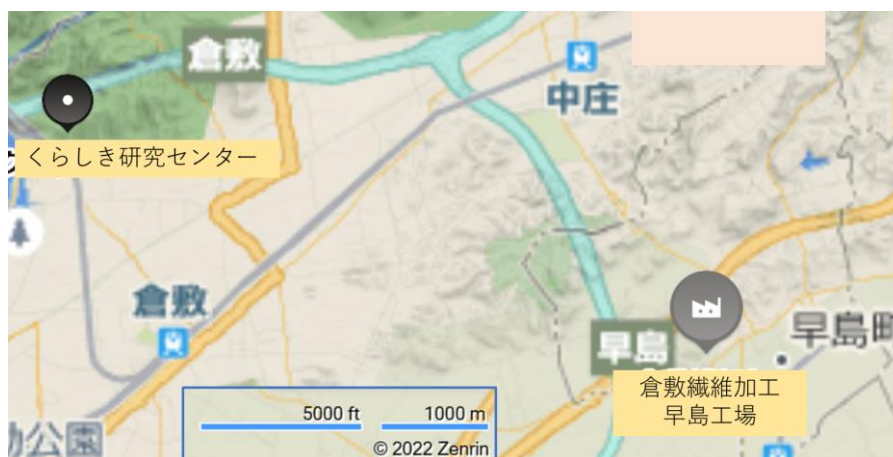 倉敷
中庄
くらしき研究センター
倉敷
早島
早島町
倉敷繊維加工
早島工場
5000 ft
1000 m
© 2022 Zenrin
公園